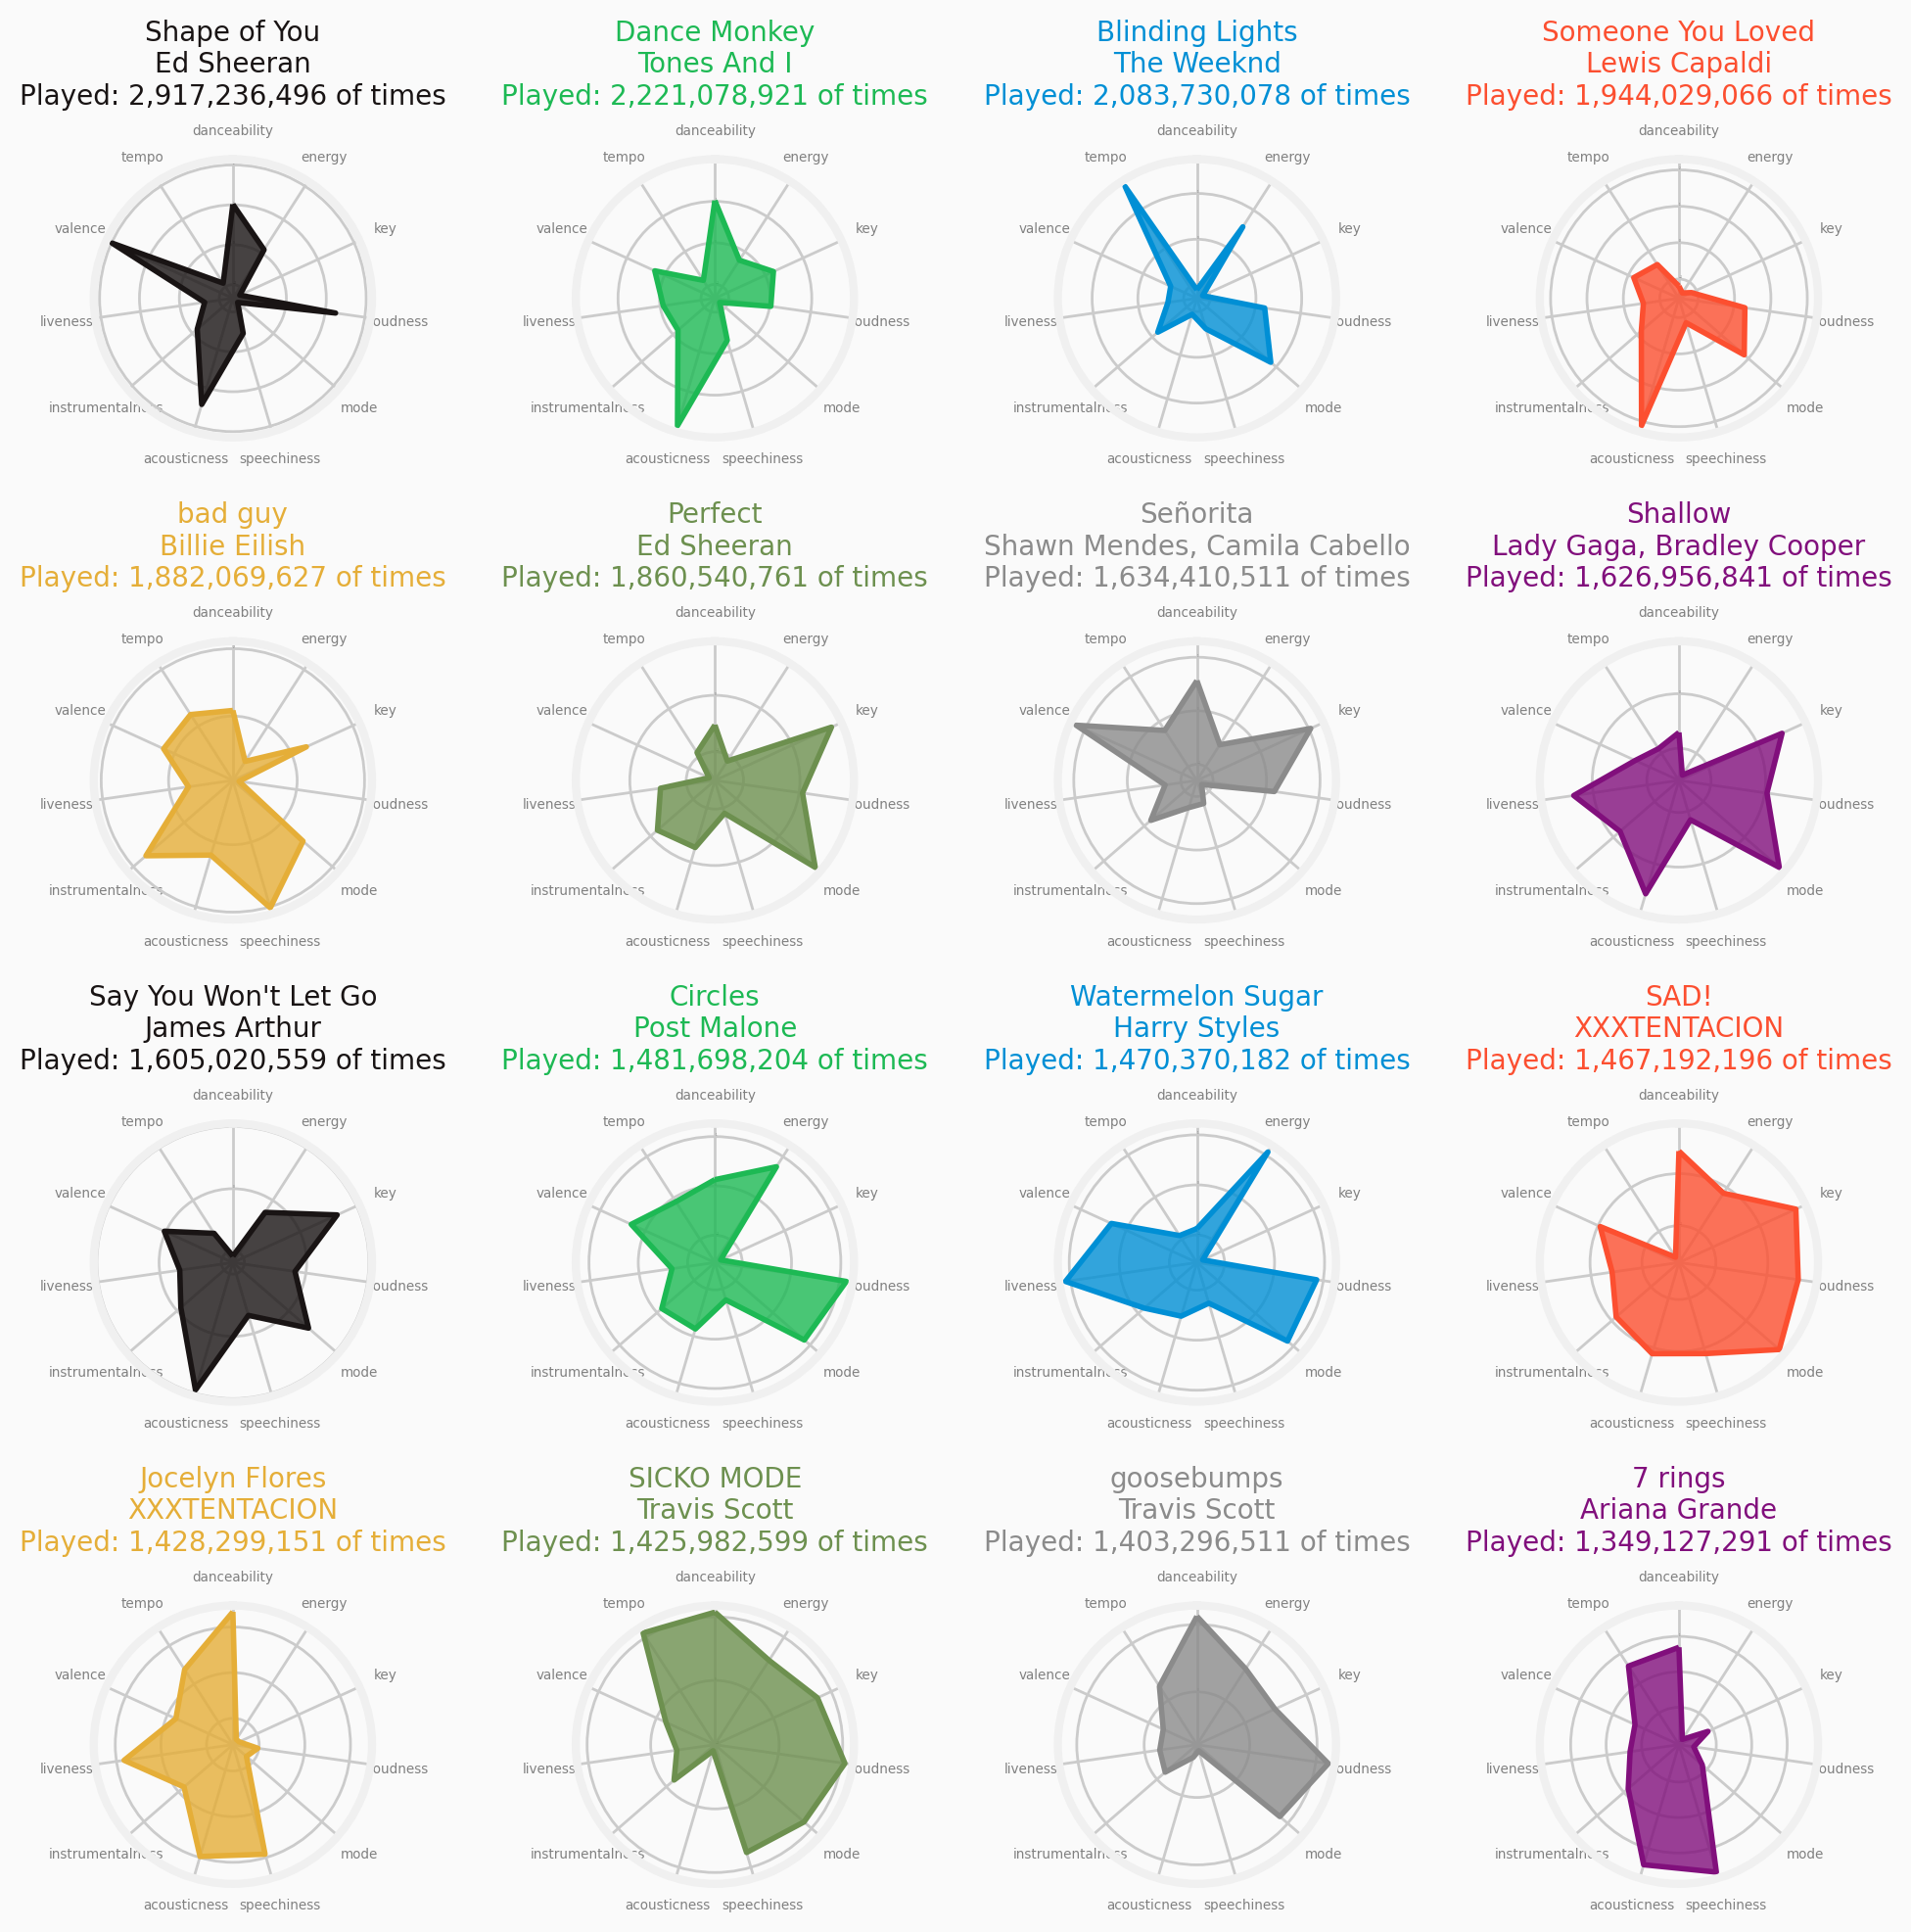 Shape of You
Ed Sheeran
Played: 2,917,236,496 of times
danceability
tempo
energy
valence
key
liveness
oudness
instrumentalness
mode
acousticness
speechiness
Dance Monkey
Tones And I
Played: 2,221,078,921 of times
danceability
tempo
energy
valence
key
liveness
oudness
instrumentalness
mode
acousticness
speechiness
Blinding Lights
The Weeknd
Played: 2,083,730,078 of times
danceability
tempo
energy
valence
key
liveness
oudness
instrumentalness
mode
acousticness
speechiness
Someone You Loved
Lewis Capaldi
Played: 1,944,029,066 of times
danceability
tempo
energy
valence
key
liveness
oudness
instrumentalness
mode
acousticness
speechiness
bad guy
Billie Eilish
Played: 1,882,069,627 of times
danceability
tempo
energy
valence
key
liveness
oudness
instrumentalness
mode
acousticness
speechiness
Perfect
Ed Sheeran
Played: 1,860,540,761 of times
danceability
tempo
energy
valence
key
liveness
oudness
instrumentalness
mode
acousticness
speechiness
Señorita
Shawn Mendes, Camila Cabello
Played: 1,634,410,511 of times
danceability
tempo
energy
valence
key
liveness
oudness
instrumentalness
mode
acousticness
speechiness
Shallow
Lady Gaga, Bradley Cooper
Played: 1,626,956,841 of times
danceability
tempo
energy
valence
key
liveness
oudness
instrumentalness
mode
acousticness
speechiness
Say You Won't Let Go
James Arthur
Played: 1,605,020,559 of times
danceability
tempo
energy
valence
key
liveness
oudness
instrumentalness
mode
acousticness
speechiness
Circles
Post Malone
Played: 1,481,698,204 of times
danceability
tempo
energy
valence
key
liveness
oudness
instrumentalness
mode
acousticness
speechiness
Watermelon Sugar
Harry Styles
Played: 1,470,370,182 of times
danceability
tempo
energy
valence
key
liveness
oudness
instrumentalness
mode
acousticness
speechiness
SAD!
XXXTENTACION
Played: 1,467,192,196 of times
danceability
tempo
energy
valence
key
liveness
oudness
instrumentalness
mode
acousticness
speechiness
Jocelyn Flores
XXXTENTACION
Played: 1,428,299,151 of times
danceability
tempo
energy
valence
key
liveness
oudness
instrumentalness
mode
acousticness
speechiness
SICKO MODE
Travis Scott
Played: 1,425,982,599 of times
danceability
tempo
energy
valence
key
liveness
oudness
instrumentalness
mode
acousticness
speechiness
goosebumps
Travis Scott
Played: 1,403,296,511 of times
danceability
tempo
energy
valence
key
liveness
oudness
instrumentalness
mode
acousticness
speechiness
7 rings
Ariana Grande
Played: 1,349,127,291 of times
danceability
tempo
energy
valence
key
liveness
oudness
instrumentalness
mode
acousticness
speechiness